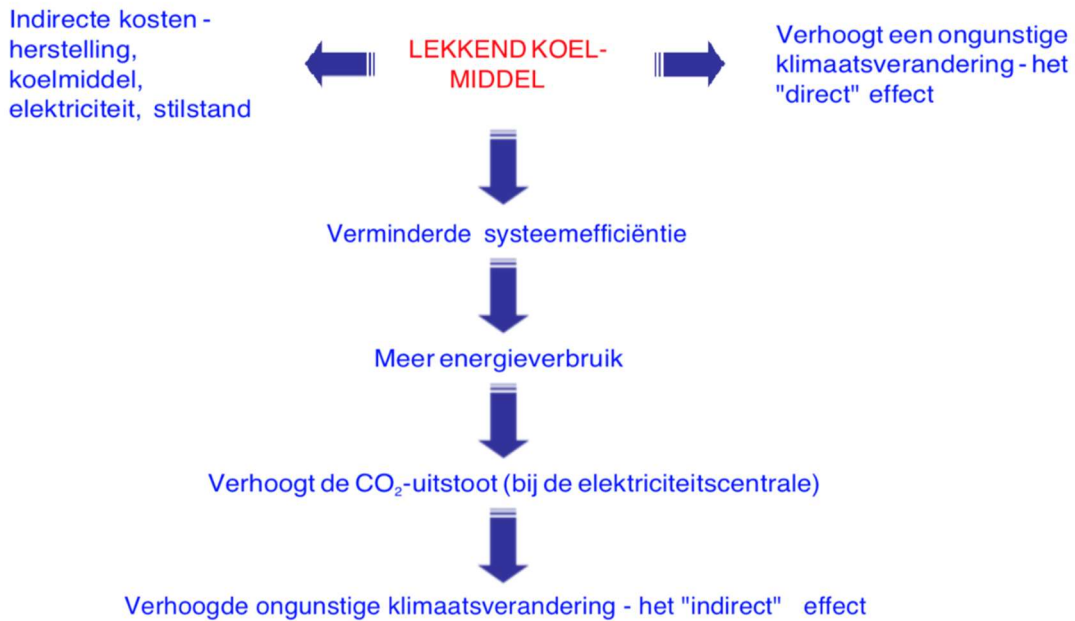 Indirecte kosten -
herstelling,
koelmiddel,
elektriciteit, stilstand
LEKKEND KOEL-
MIDDEL
Verhoogt een ongunstige
klimaatsverandering - het
"direct" effect
Verminderde systeemefficiëntie
Meer energieverbruik
Verhoogt de CO₂-uitstoot (bij de elektriciteitscentrale)
Verhoogde ongunstige klimaatsverandering - het "indirect" effect